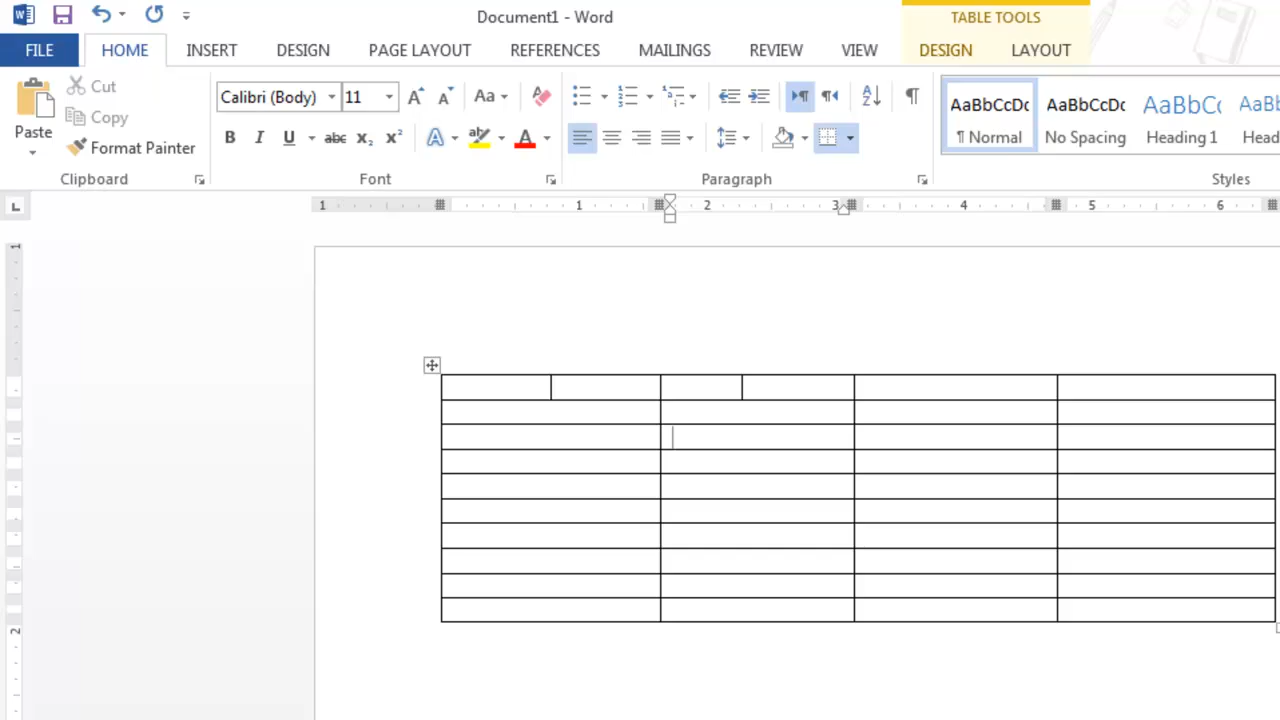 Document1 - Word
TABLE TOOLS
FILE HOME INSERT DESIGN PAGE LAYOUT REFERENCES MAILINGS REVIEW VIEW DESIGN LAYOUT
Cut
Calibri (Body) 11 Aa
AaBbCcDc AaBbCcDc AaBbC AaBb
Copy
Paste
Format Painter
B I U abc X₂ X² A ab A
¶ Normal No Spacing Heading 1 Head
Clipboard Font Paragraph Styles
1 1 2 3 4 5 6
1
2